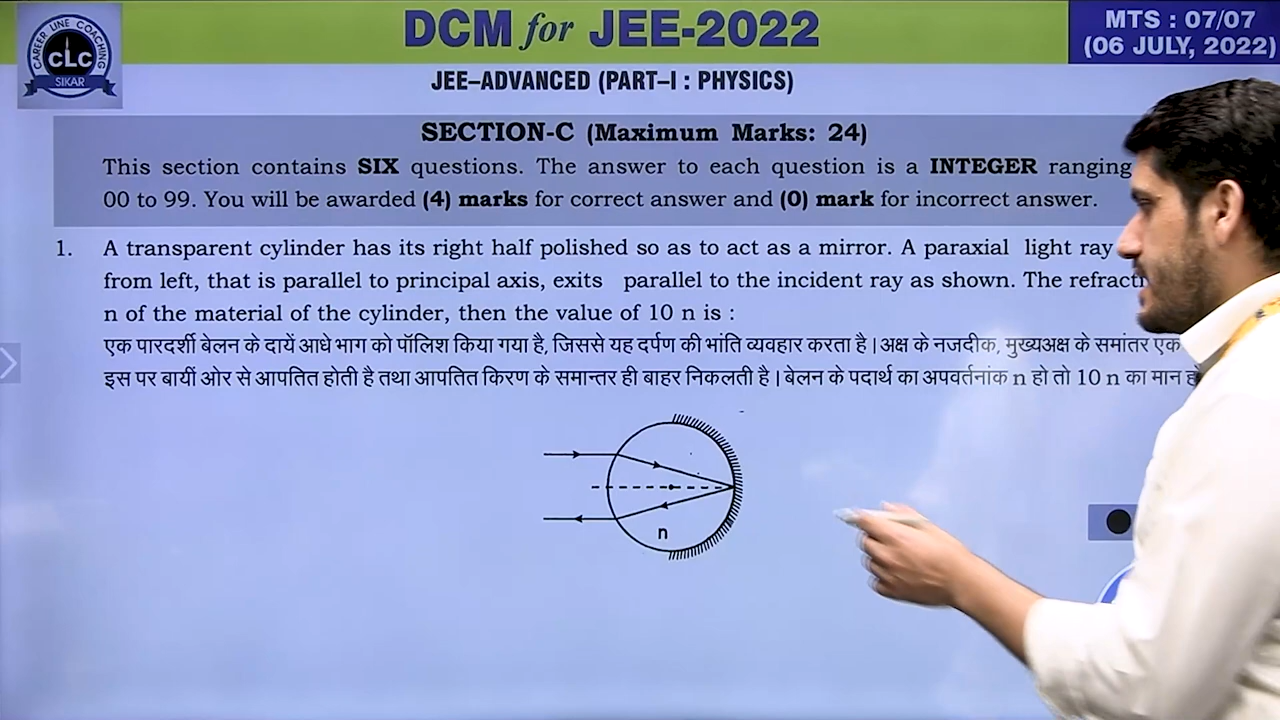 DCM for JEE-2022
MTS : 07/07
(06 JULY, 2022)
CAREER LINE COACHING
CLC
SIKAR
JEE–ADVANCED (PART–I : PHYSICS)
SECTION-C (Maximum Marks: 24)
This section contains SIX questions. The answer to each question is a INTEGER ranging
00 to 99. You will be awarded (4) marks for correct answer and (0) mark for incorrect answer.
1. A transparent cylinder has its right half polished so as to act as a mirror. A paraxial light ray
from left, that is parallel to principal axis, exits parallel to the incident ray as shown. The
n of the material of the cylinder, then the value of 10 n is :
एक पारदर्शी बेलन के दायें आधे भाग को पॉलिश किया गया है, जिससे यह दर्पण की भांति व्यवहार करता है। अक्ष के नजदीक, मुख्यअक्ष के समांतर एक
इस पर बायीं ओर से आपतित होती है तथा आपतित किरण के समान्तर ही बाहर निकलती है। बेलन के पदार्थ का अपवर्तनांक n हो तो 10 n का मान
n